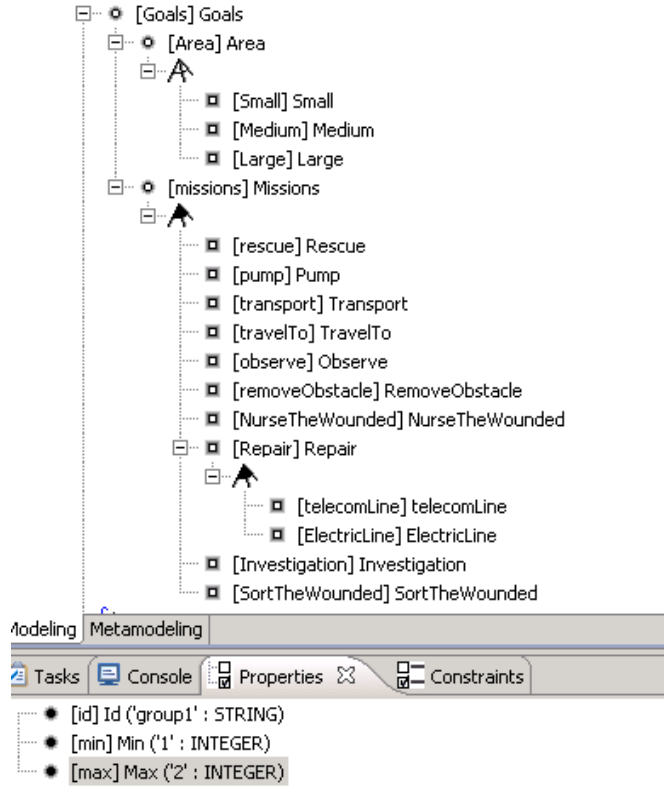 [Goals] Goals
[Area] Area
[Small] Small
[Medium] Medium
[Large] Large
[missions] Missions
[rescue] Rescue
[pump] Pump
[transport] Transport
[travelTo] TravelTo
[observe] Observe
[removeObstacle] RemoveObstacle
[NurseTheWounded] NurseTheWounded
[Repair] Repair
[telecomLine] telecomLine
[ElectricLine] ElectricLine
[Investigation] Investigation
[SortTheWounded] SortTheWounded
Modeling Metamodeling
Tasks Console Properties Constraints
[id] Id ('group1' : STRING)
[min] Min ('1' : INTEGER)
[max] Max ('2' : INTEGER)